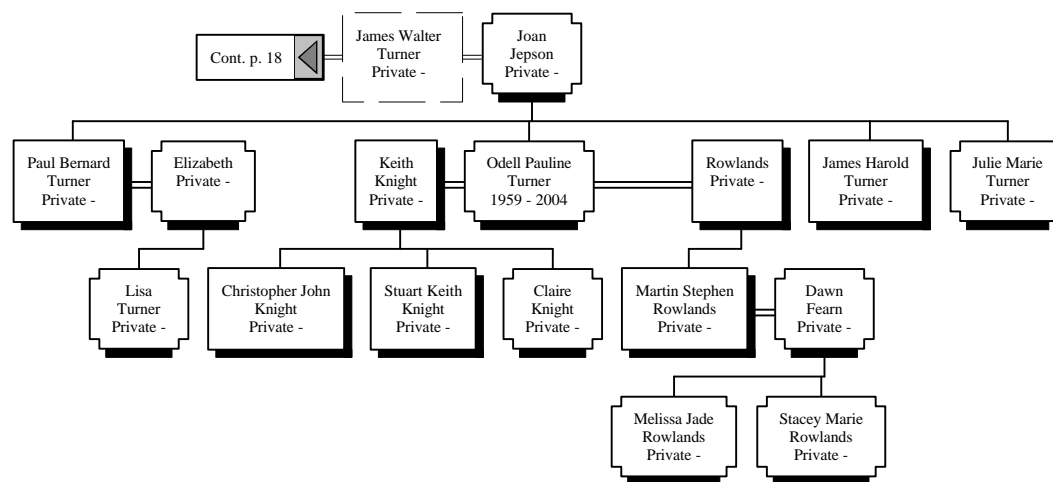 Cont. p. 18
James Walter
Turner
Private -
Joan
Jepson
Private -
Paul Bernard
Turner
Private -
Elizabeth
Private -
Keith
Knight
Private -
Odell Pauline
Turner
1959 - 2004
Rowlands
Private -
James Harold
Turner
Private -
Julie Marie
Turner
Private -
Lisa
Turner
Private -
Christopher John
Knight
Private -
Stuart Keith
Knight
Private -
Claire
Knight
Private -
Martin Stephen
Rowlands
Private -
Dawn
Fearn
Private -
Melissa Jade
Rowlands
Private -
Stacey Marie
Rowlands
Private -